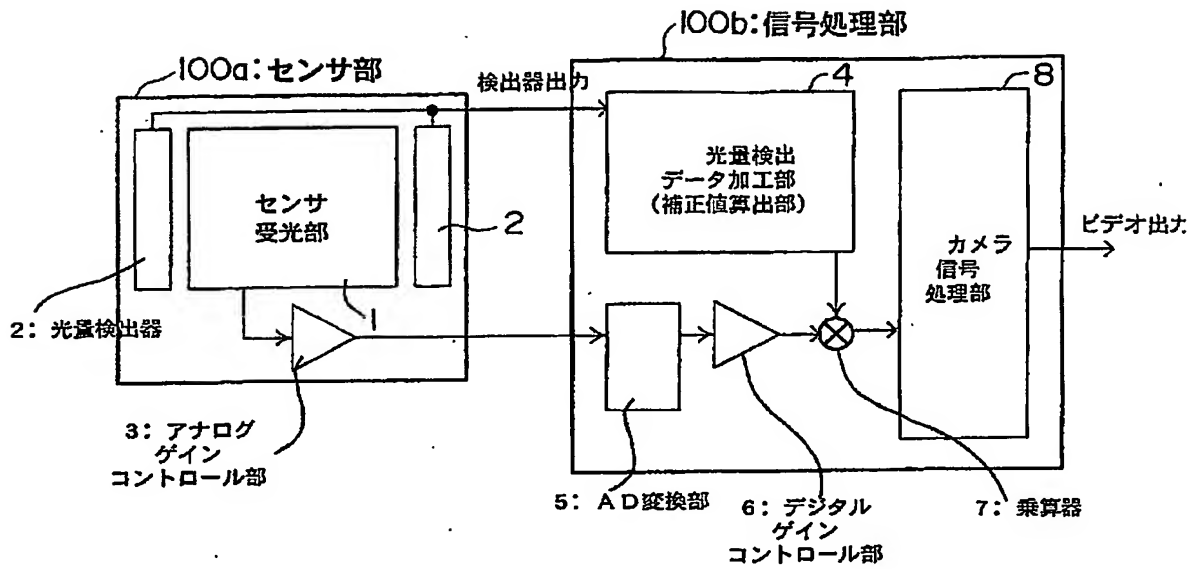 100b:信号処理部
100a:センサ部
検出器出力
4
8
光量検出
データ加工部
(補正値算出部)
センサ
受光部
2
ビデオ出力
カメラ
信号
処理部
1
2: 光量検出器
3: アナログ
ゲイン
コントロール部
5: AD変換部
6: デジタル
ゲイン
コントロール部
7: 乗算器